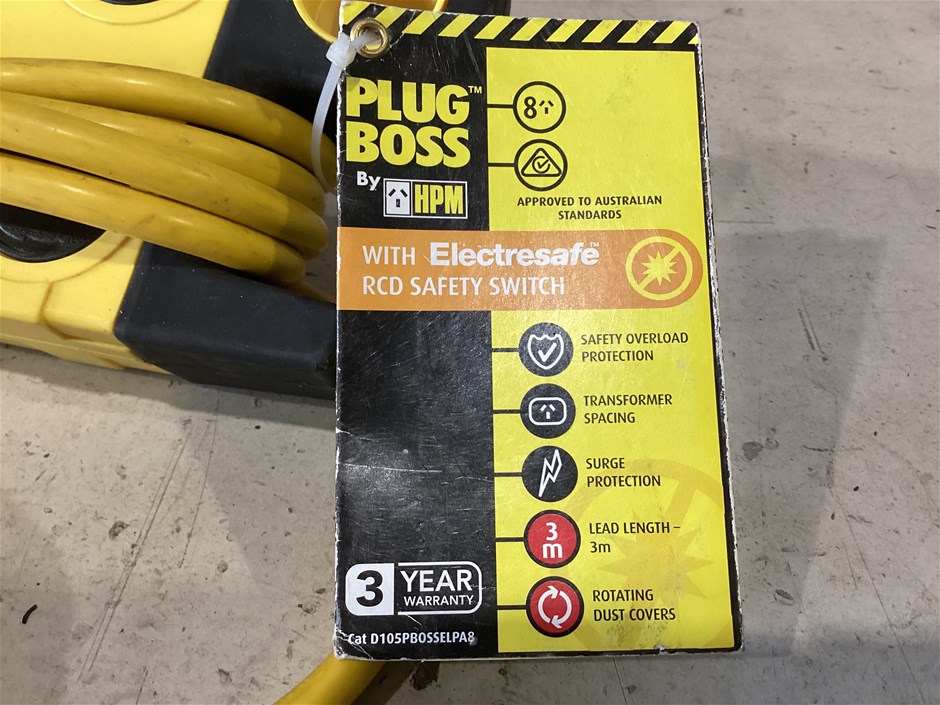 PLUG™
BOSS
By HPM
8
APPROVED TO AUSTRALIAN
STANDARDS
WITH Electresafe™
RCD SAFETY SWITCH
SAFETY OVERLOAD
PROTECTION
TRANSFORMER
SPACING
SURGE
PROTECTION
3
m
LEAD LENGTH –
3m
ROTATING
DUST COVERS
3 YEAR
WARRANTY
Cat D105PBOSSELPA8